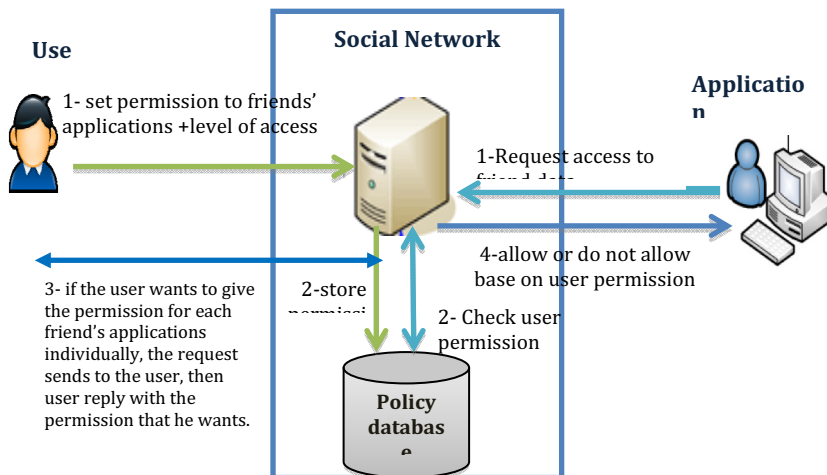 Use
Social Network
Applicatio
n
1- set permission to friends'
applications +level of access
1-Request access to
friend data
4-allow or do not allow
base on user permission
3- if the user wants to give
the permission for each
friend's applications
individually, the request
sends to the user, then
user reply with the
permission that he wants.
2-store
permissi
2- Check user
permission
Policy
databas
e